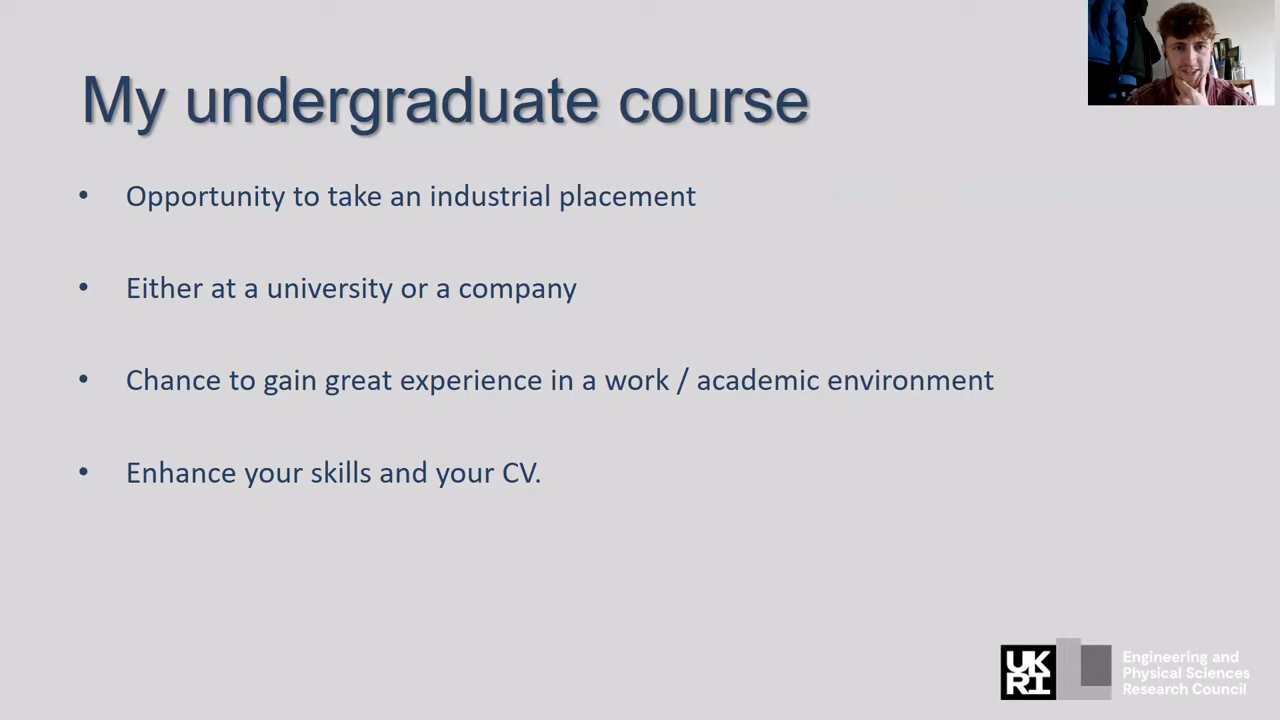 My undergraduate course
• Opportunity to take an industrial placement
• Either at a university or a company
• Chance to gain great experience in a work / academic environment
• Enhance your skills and your CV.
UK
RI
Engineering and
Physical Sciences
Research Council